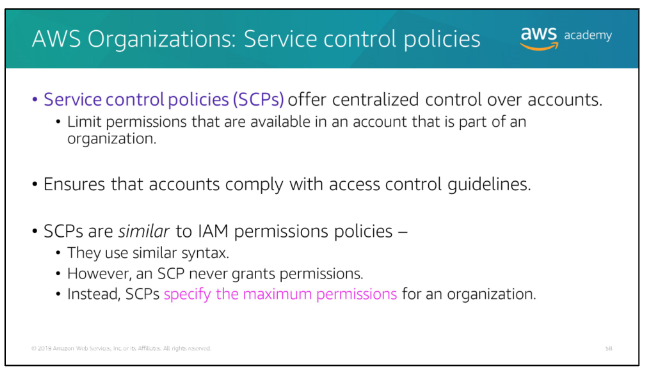 AWS Organizations: Service control policies
aws academy
• Service control policies (SCPs) offer centralized control over accounts.
• Limit permissions that are available in an account that is part of an
organization.
• Ensures that accounts comply with access control guidelines.
• SCPs are similar to IAM permissions policies –
• They use similar syntax.
• However, an SCP never grants permissions.
• Instead, SCPs specify the maximum permissions for an organization.
© 2019 Amazon Web Services, Inc. or its Affiliates. All rights reserved.